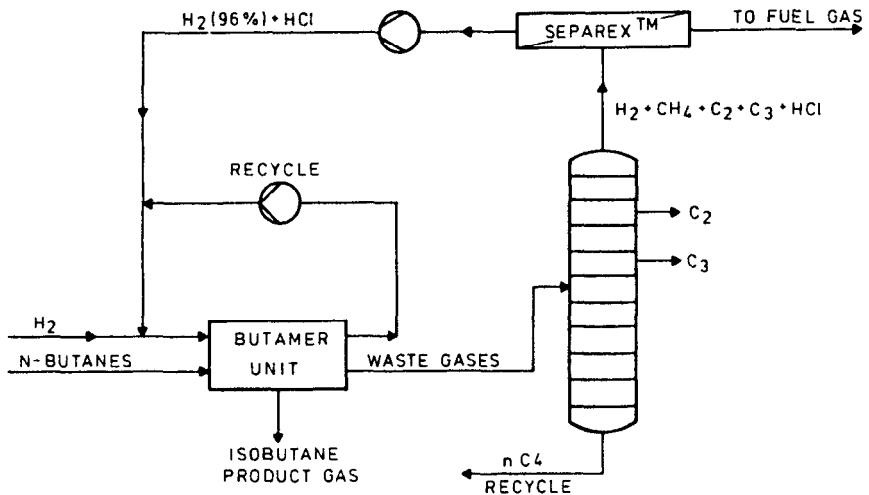 H2(96%)+HCl
SEPAREX™
TO FUEL GAS
H2+CH4+C2+C3+HCl
RECYCLE
C2
C3
H2
N-BUTANES
BUTAMER
UNIT
WASTE GASES
ISOBUTANE
PRODUCT GAS
nC4
RECYCLE